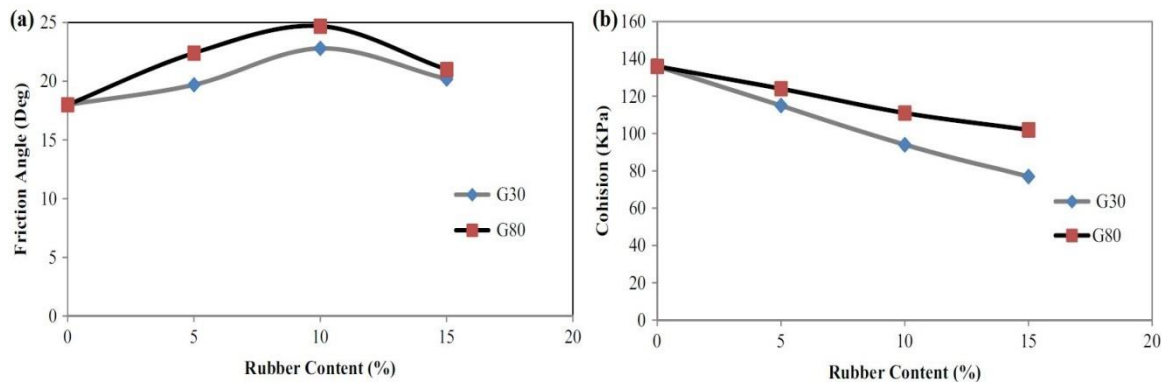 (a)
25
20
15
10
5
0
Friction Angle (Deg)
0 5 10 15 20
Rubber Content (%)
G30
G80
(b)
160
140
120
100
80
60
40
20
0
Cohision (KPa)
0 5 10 15 20
Rubber Content (%)
G30
G80